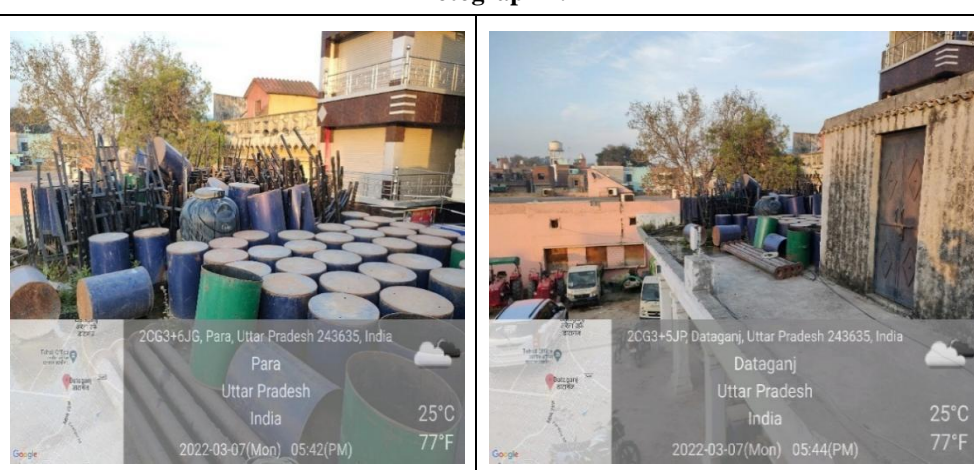 2CG3+6JG, Para, Uttar Pradesh 243635, India
Para
Uttar Pradesh
India
2022-03-07(Mon) 05:42(PM)
25°C
77°F
Dataganj
Google
2CG3+5JP, Dataganj, Uttar Pradesh 243635, India
Dataganj
Uttar Pradesh
India
2022-03-07(Mon) 05:44(PM)
25°C
77°F
Dataganj
Google